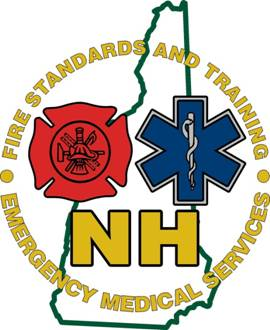 • FIRE STANDARDS AND TRAINING •
NH
EMERGENCY MEDICAL SERVICES